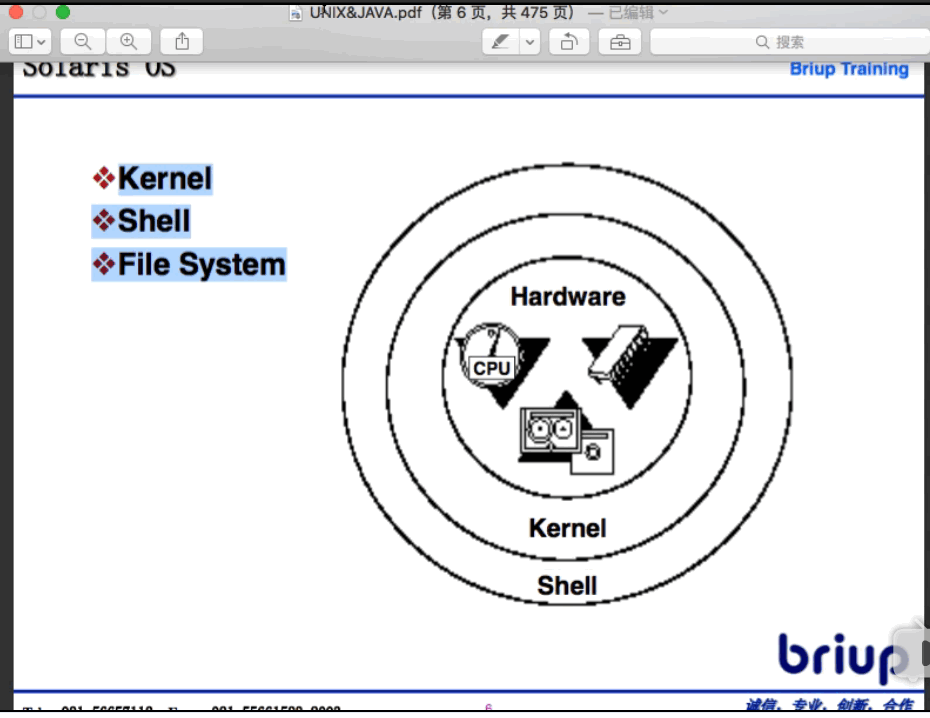 UNIX&JAVA.pdf（第 6 页，共 475 页） — 已编辑
搜索
Solaris OS
Briup Training
Kernel
Shell
File System
Hardware
CPU
Kernel
Shell
briup
6
诚信，专业，创新，合作